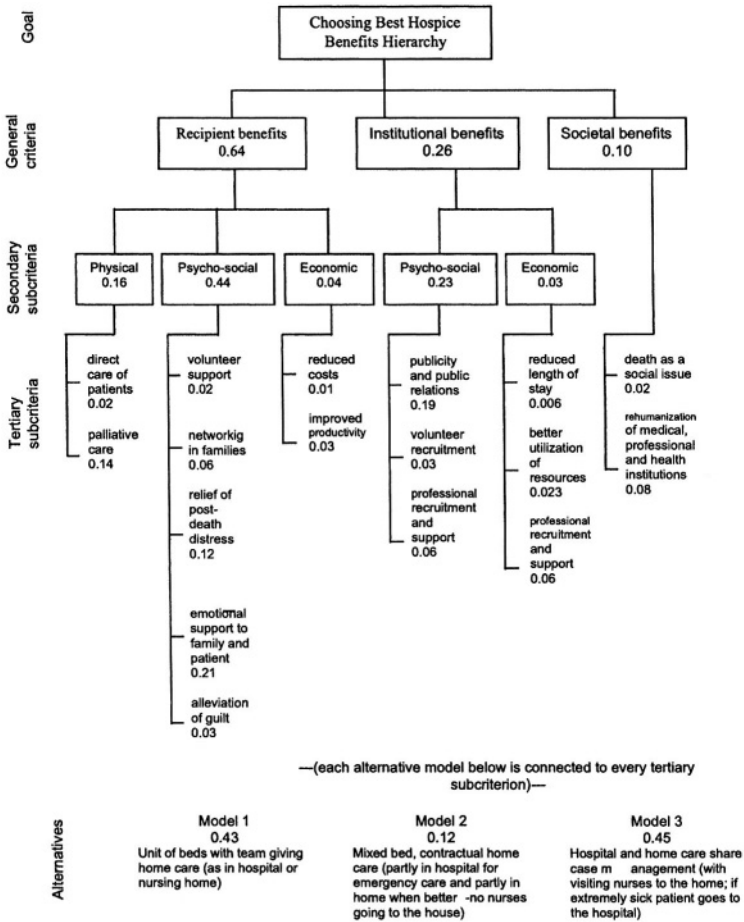 Goal
Choosing Best Hospice
Benefits Hierarchy
General
criteria
Recipient benefits
0.64
Institutional benefits
0.26
Societal benefits
0.10
Secondary
subcriteria
Physical
0.16
Psycho-social
0.44
Economic
0.04
Psycho-social
0.23
Economic
0.03
Tertiary
subcriteria
direct
care of
patients
0.02
palliative
care
0.14
volunteer
support
0.02
networkig
in families
0.06
relief of
post-
death
distress
0.12
emotional
support to
family and
patient
0.21
alleviation
of guilt
0.03
reduced
costs
0.01
improved
productivity
0.03
publicity
and public
relations
0.19
volunteer
recruitment
0.03
professional
recruitment
and
support
0.06
reduced
length of
stay
0.006
better
utilization
of
resources
0.023
professional
recruitment
and
support
0.06
death as a
social issue
0.02
rehumanization
of medical,
professional
and health
institutions
0.08
—(each alternative model below is connected to every tertiary
subcriterion)—
Alternatives
Model 1
0.43
Unit of beds with team giving
home care (as in hospital or
nursing home)
Model 2
0.12
Mixed bed, contractual home
care (partly in hospital for
emergency care and partly in
home when better -no nurses
going to the house)
Model 3
0.45
Hospital and home care share
case m anagement (with
visiting nurses to the home; if
extremely sick patient goes to
the hospital)